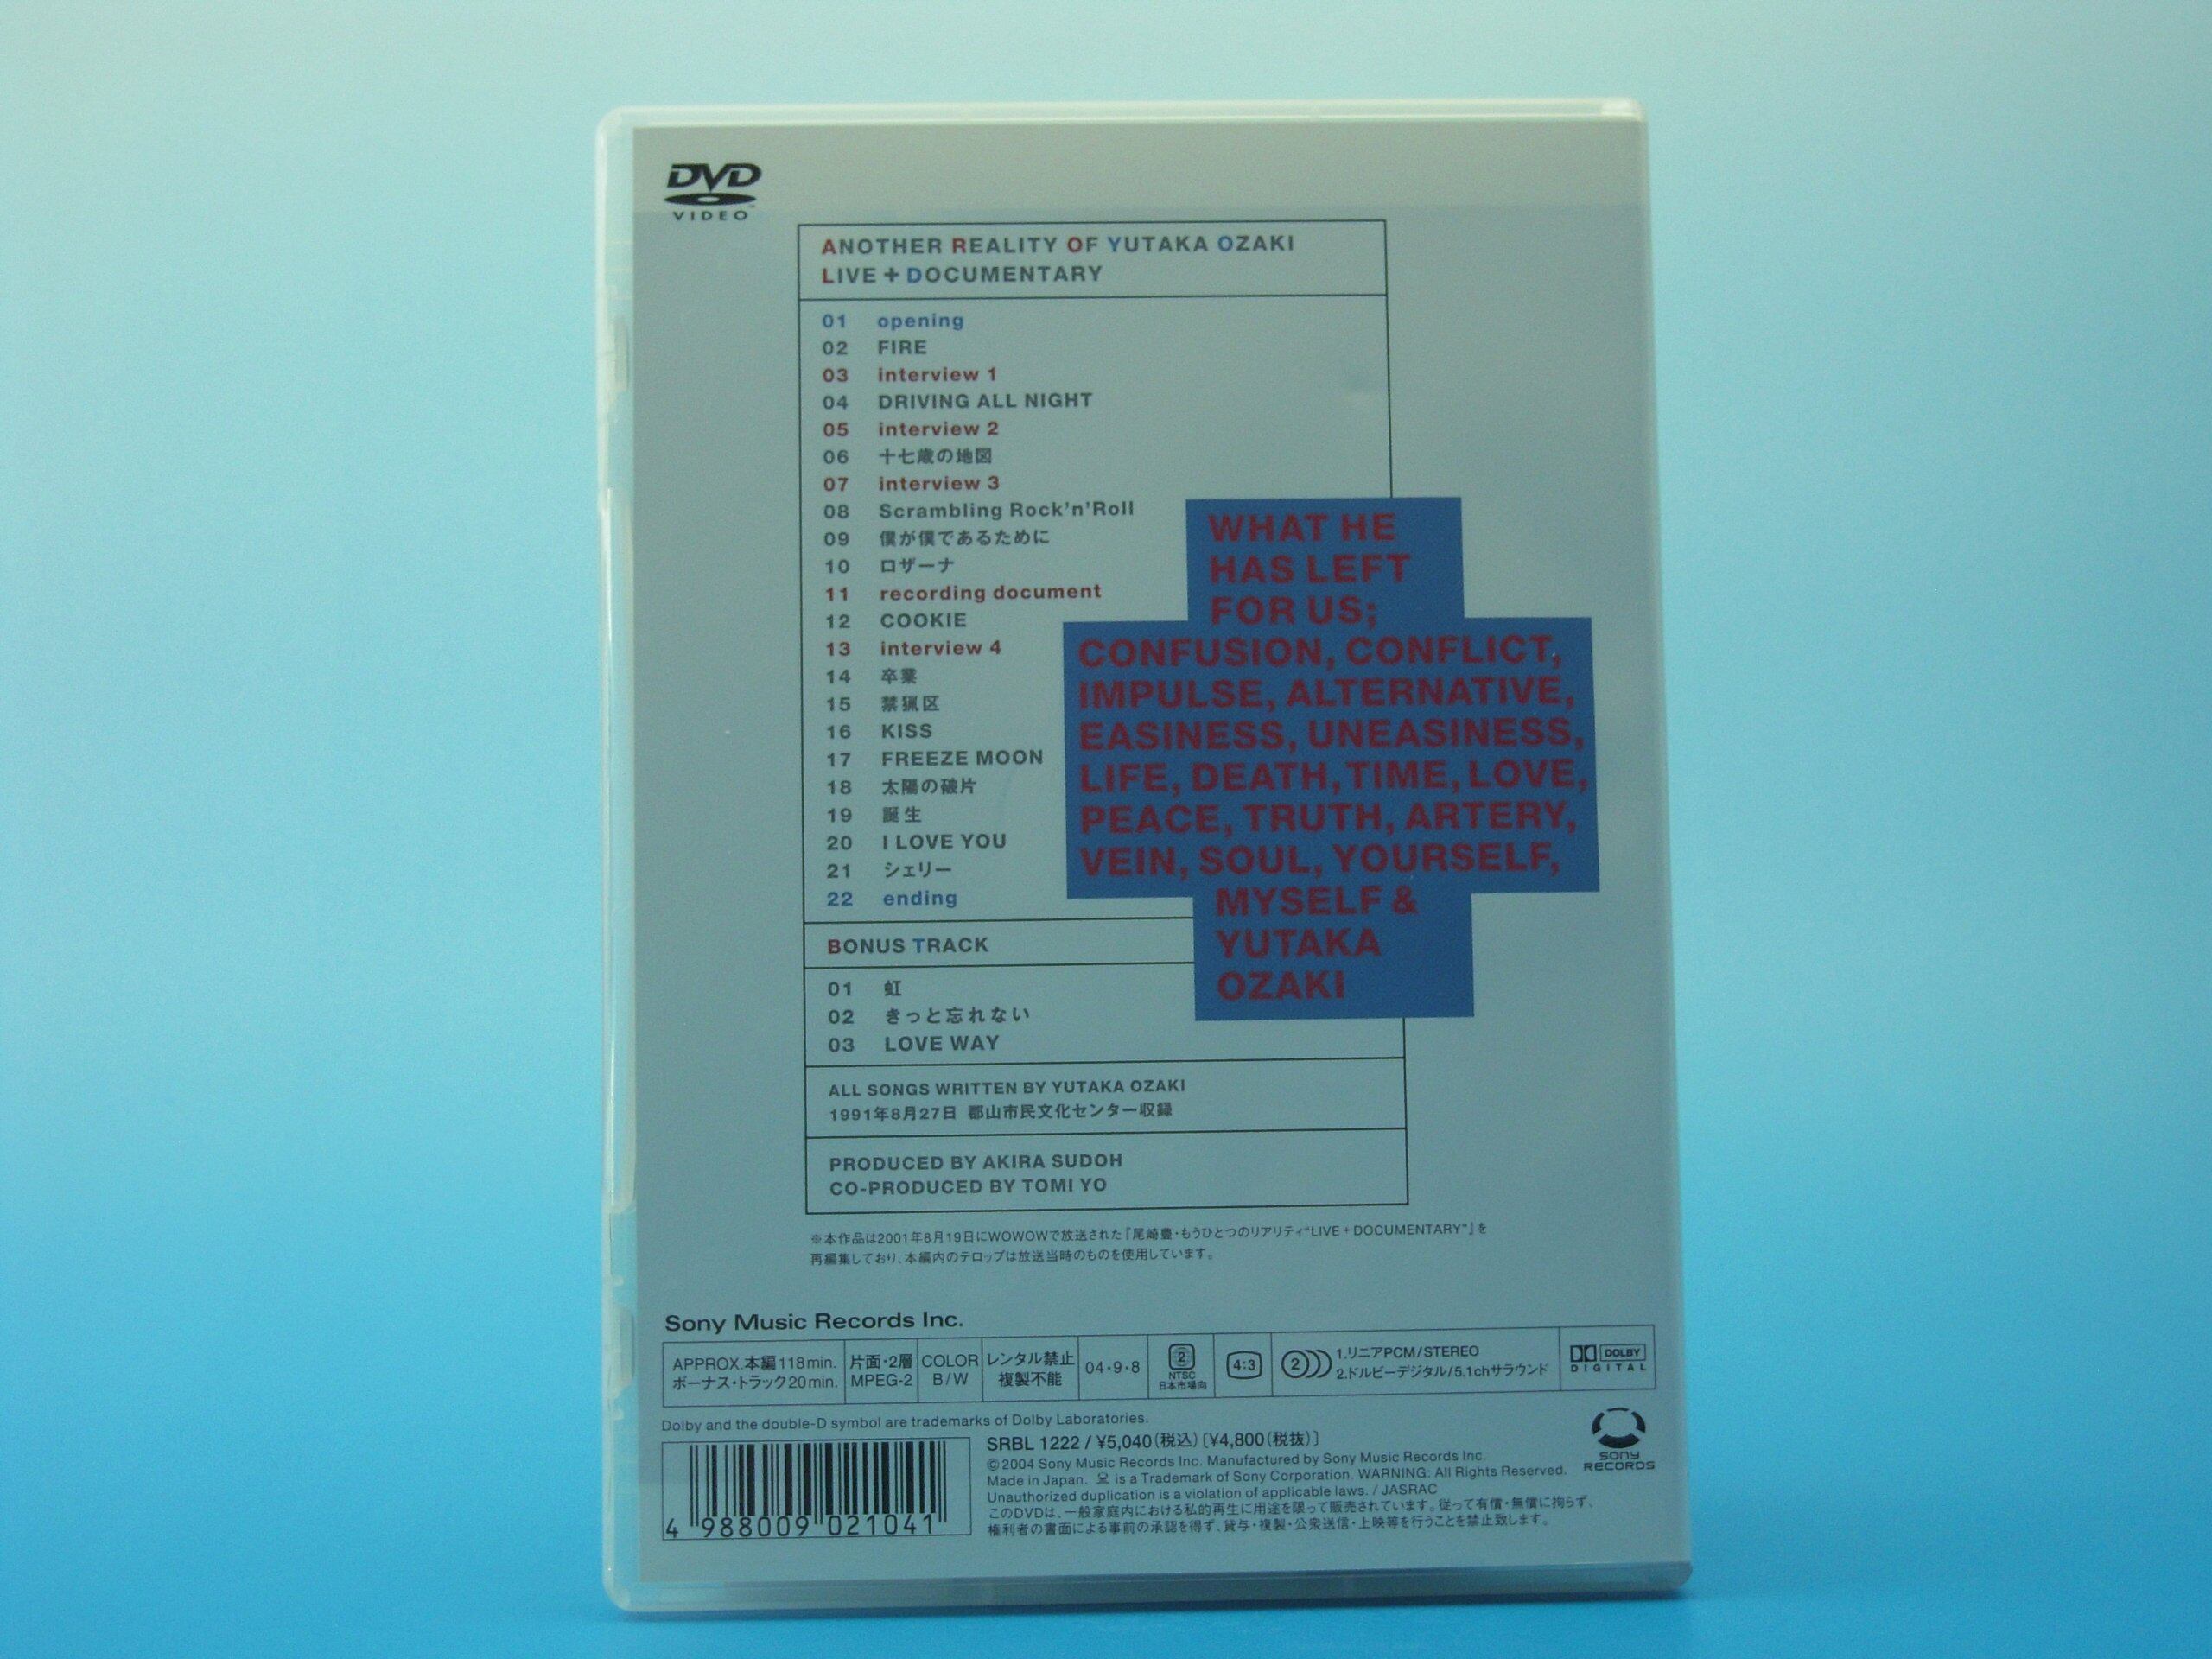 DVD
VIDEO
ANOTHER REALITY OF YUTAKA OZAKI
LIVE + DOCUMENTARY
01 opening
02 FIRE
03 interview 1
04 DRIVING ALL NIGHT
05 interview 2
06 十七歳の地図
07 interview 3
08 Scrambling Rock'n'Roll
09 僕が僕であるために
10 ロザーナ
11 recording document
12 COOKIE
13 interview 4
14 卒業
15 禁猟区
16 KISS
17 FREEZE MOON
18 太陽の破片
19 誕生
20 I LOVE YOU
21 シェリー
22 ending
WHAT HE
HAS LEFT
FOR US;
CONFUSION, CONFLICT,
IMPULSE, ALTERNATIVE,
EASINESS, UNEASINESS,
LIFE, DEATH, TIME, LOVE,
PEACE, TRUTH, ARTERY,
VEIN, SOUL, YOURSELF,
MYSELF &
YUTAKA
OZAKI
BONUS TRACK
01 虹
02 きっと忘れない
03 LOVE WAY
ALL SONGS WRITTEN BY YUTAKA OZAKI
1991年8月27日 郡山市民文化センター収録
PRODUCED BY AKIRA SUDOH
CO-PRODUCED BY TOMI YO
※本作品は2001年8月19日にWOWOWで放送された『尾崎豊・もうひとつのリアリティ"LIVE + DOCUMENTARY"』を
再編集しており、本編内のテロップは放送当時のものを使用しています。
Sony Music Records Inc.
APPROX.本編118min.
ボーナス・トラック20min.
片面・2層
MPEG-2
COLOR
B/W
レンタル禁止
複製不能
04・9・8
2
NTSC
日本市場向
4:3
2
1.リニアPCM/STEREO
2.ドルビーデジタル/5.1chサラウンド
DOLBY
DIGITAL
Dolby and the double-D symbol are trademarks of Dolby Laboratories.
4 988009 021041
SRBL 1222 / ¥5,040(税込)〔¥4,800(税抜)〕
©2004 Sony Music Records Inc. Manufactured by Sony Music Records Inc.
Made in Japan. is a Trademark of Sony Corporation. WARNING: All Rights Reserved.
Unauthorized duplication is a violation of applicable laws. / JASRAC
このDVDは、一般家庭内における私的再生に用途を限って販売されています。従って有償・無償に拘らず、
権利者の書面による事前の承認を得ず、貸与・複製・公衆送信・上映等を行うことを禁止致します。
SONY
RECORDS